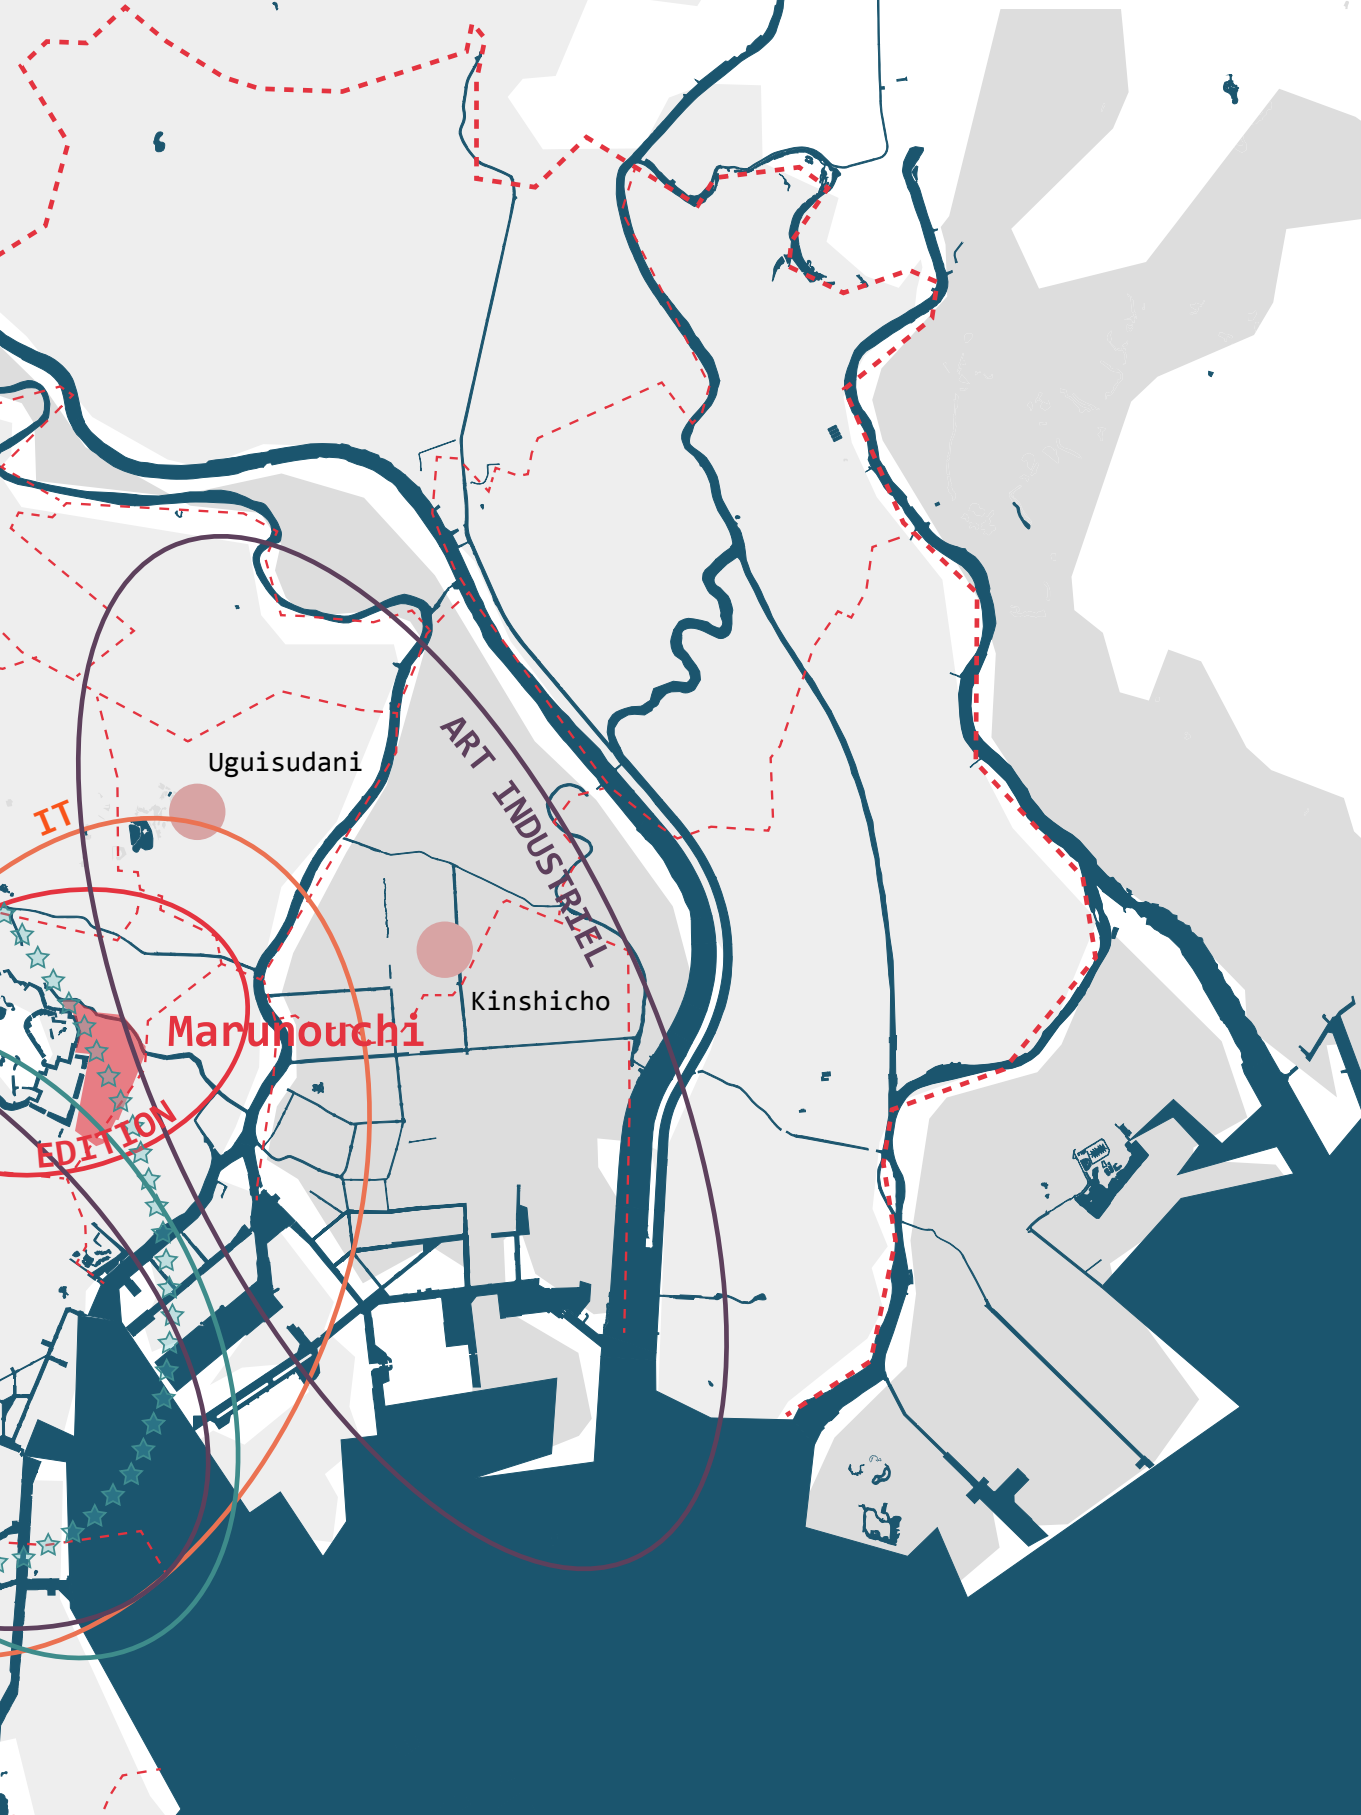 ART INDUSTRIEL
Uguisudani
IT
Kinshicho
Marunouchi
EDITION